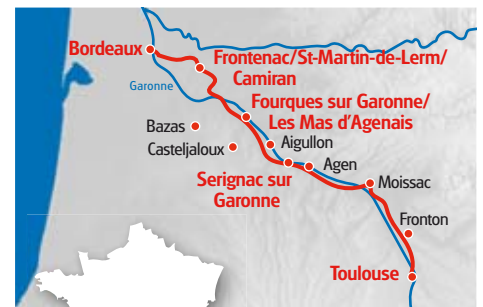 Bordeaux
Frontenac/St-Martin-de-Lerm/
Camiran
Garonne
Fourques sur Garonne/
Les Mas d'Agenais
Bazas
Aigullon
Casteljaloux
Agen
Serignac sur
Garonne
Moissac
Fronton
Toulouse